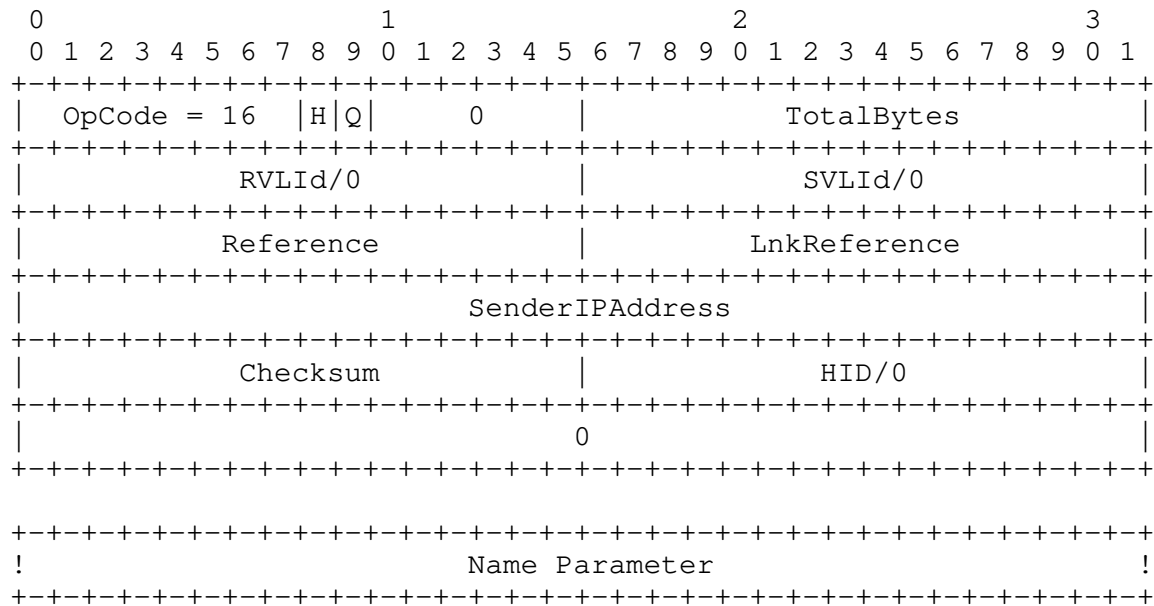 0                   1                   2                   3
 0 1 2 3 4 5 6 7 8 9 0 1 2 3 4 5 6 7 8 9 0 1 2 3 4 5 6 7 8 9 0 1
+-+-+-+-+-+-+-+-+-+-+-+-+-+-+-+-+-+-+-+-+-+-+-+-+-+-+-+-+-+-+-+-+
|  OpCode = 16  |H|Q|     0     |           TotalBytes          |
+-+-+-+-+-+-+-+-+-+-+-+-+-+-+-+-+-+-+-+-+-+-+-+-+-+-+-+-+-+-+-+-+
|            RVLId/0            |            SVLId/0            |
+-+-+-+-+-+-+-+-+-+-+-+-+-+-+-+-+-+-+-+-+-+-+-+-+-+-+-+-+-+-+-+-+
|           Reference           |         LnkReference          |
+-+-+-+-+-+-+-+-+-+-+-+-+-+-+-+-+-+-+-+-+-+-+-+-+-+-+-+-+-+-+-+-+
|                         SenderIPAddress                       |
+-+-+-+-+-+-+-+-+-+-+-+-+-+-+-+-+-+-+-+-+-+-+-+-+-+-+-+-+-+-+-+-+
|            Checksum           |             HID/0             |
+-+-+-+-+-+-+-+-+-+-+-+-+-+-+-+-+-+-+-+-+-+-+-+-+-+-+-+-+-+-+-+-+
|                               0                               |
+-+-+-+-+-+-+-+-+-+-+-+-+-+-+-+-+-+-+-+-+-+-+-+-+-+-+-+-+-+-+-+-+

+-+-+-+-+-+-+-+-+-+-+-+-+-+-+-+-+-+-+-+-+-+-+-+-+-+-+-+-+-+-+-+-+
!                         Name Parameter                        !
+-+-+-+-+-+-+-+-+-+-+-+-+-+-+-+-+-+-+-+-+-+-+-+-+-+-+-+-+-+-+-+-+